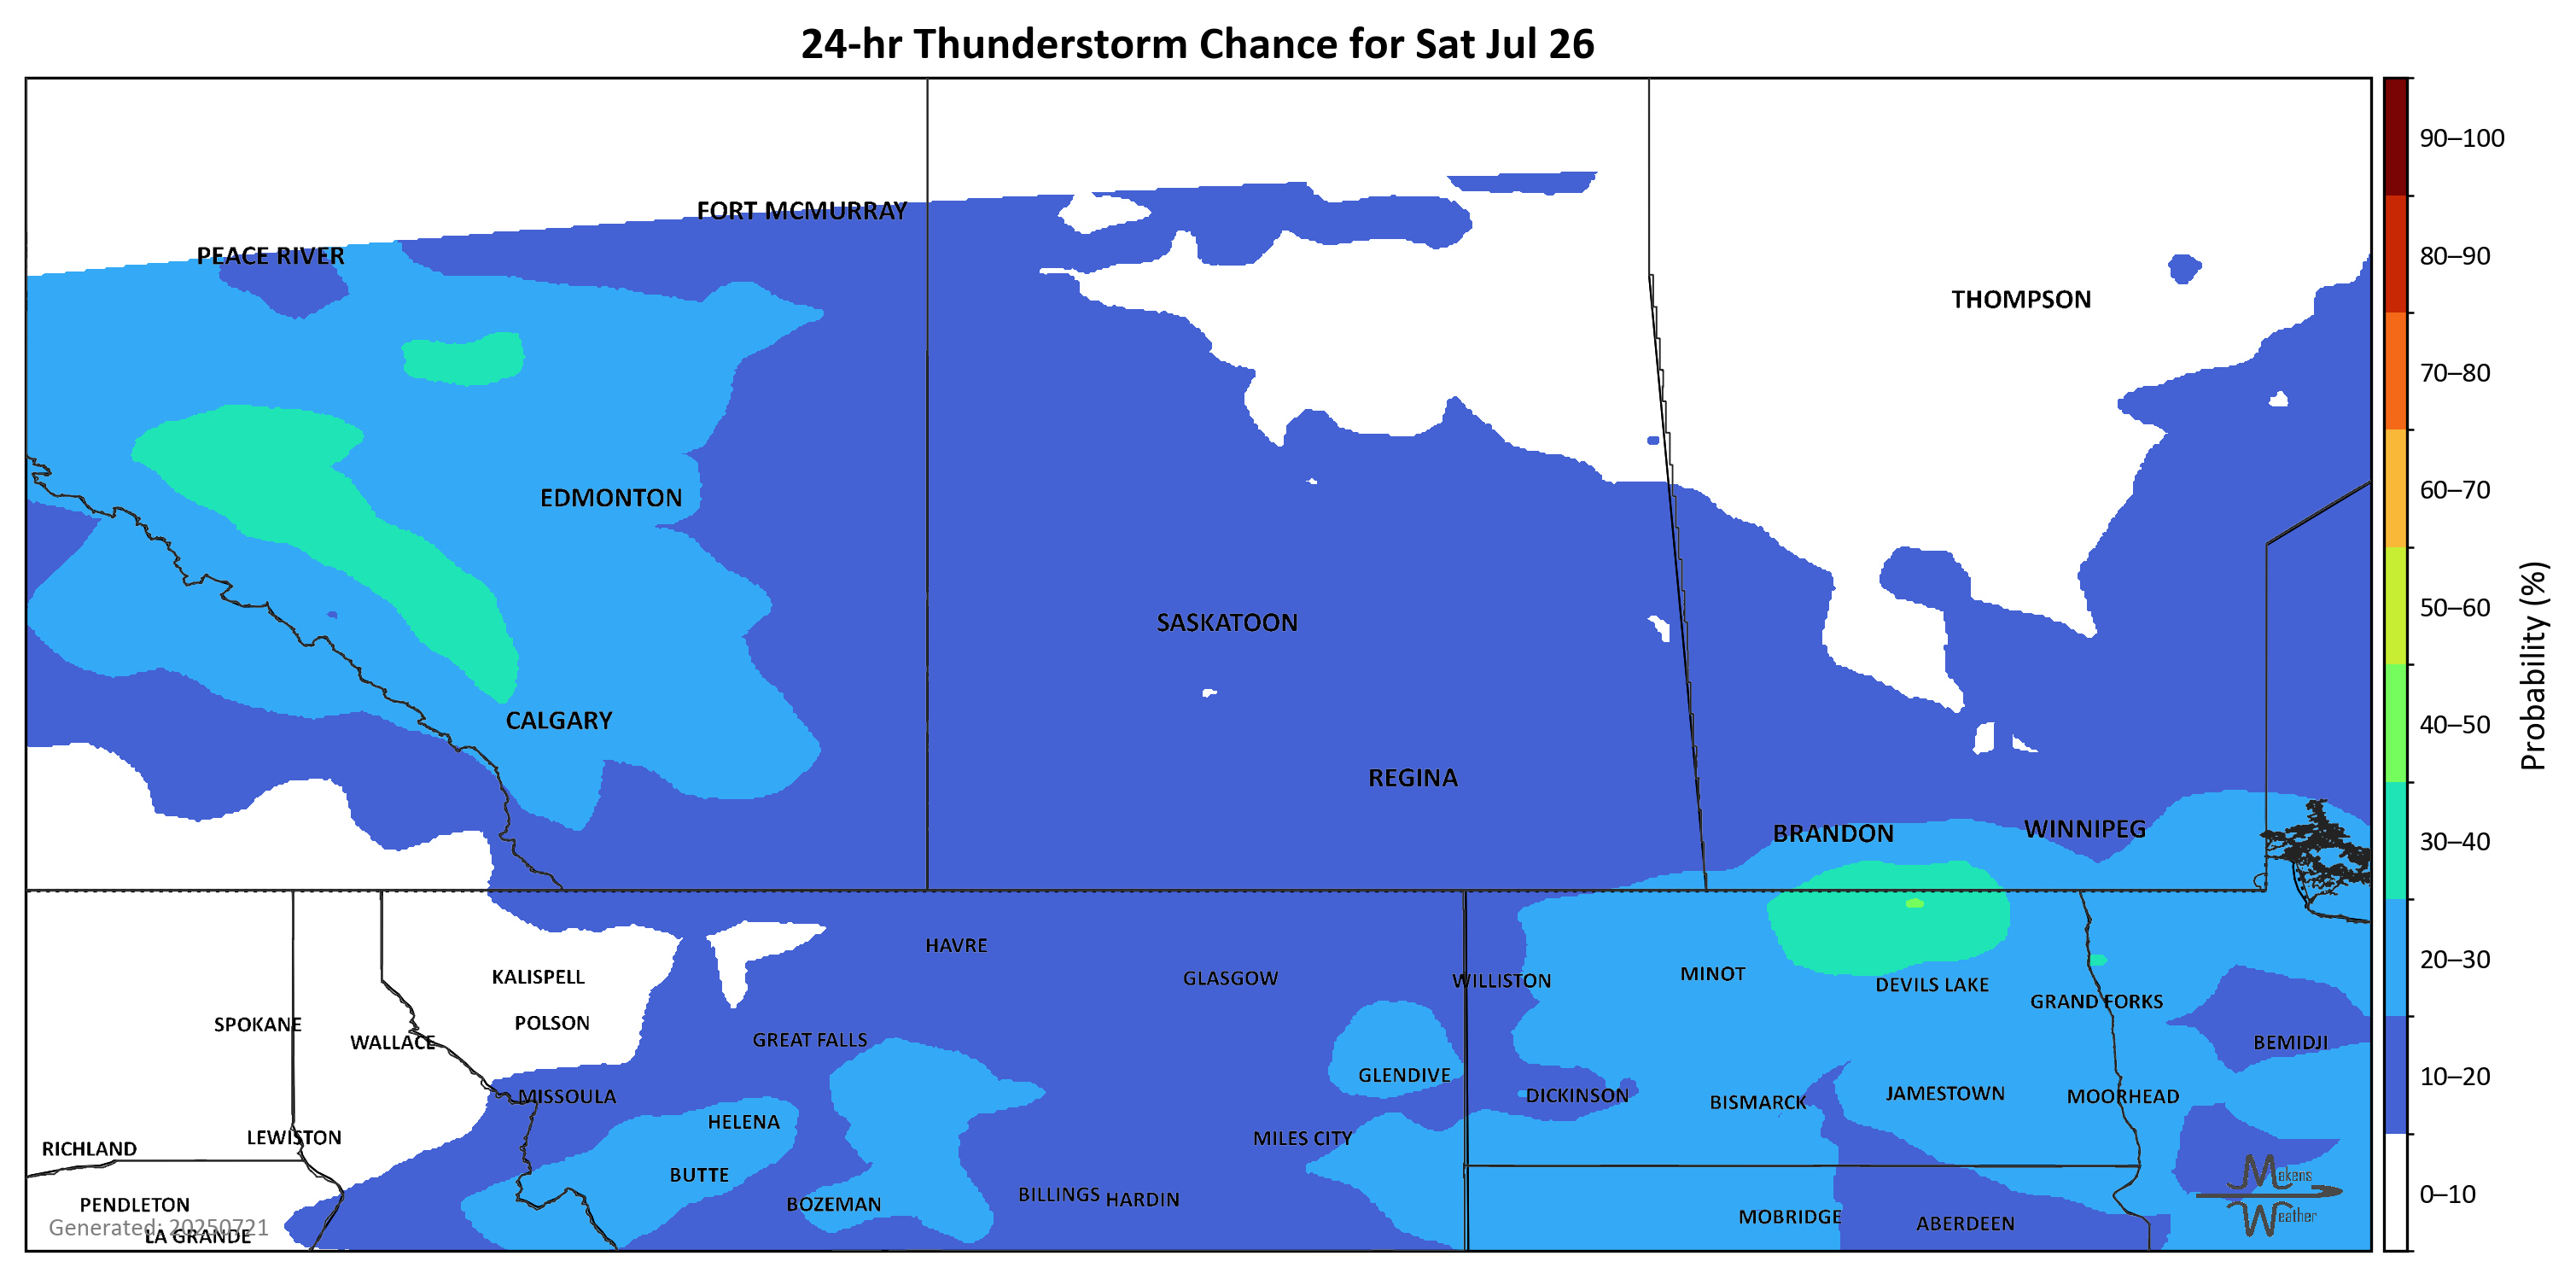 24-hr Thunderstorm Chance for Sat Jul 26
90–100
FORT MCMURRAY
PEACE RIVER
80–90
THOMPSON
70–80
60–70
EDMONTON
50–60
SASKATOON
CALGARY
40–50
Probability (%)
REGINA
BRANDON
WINNIPEG
30–40
HAVRE
20–30
KALISPELL
GLASGOW
WILLISTON
MINOT
DEVILS LAKE
GRAND FORKS
SPOKANE
POLSON
WALLACE
GREAT FALLS
BEMIDJI
GLENDIVE
10–20
MISSOULA
DICKINSON
BISMARCK
JAMESTOWN
MOORHEAD
HELENA
LEWISTON
MILES CITY
RICHLAND
BUTTE
Makens
Weather
BILLINGS
HARDIN
0–10
PENDLETON
BOZEMAN
MOBRIDGE
ABERDEEN
Generated: 20250721
LA GRANDE